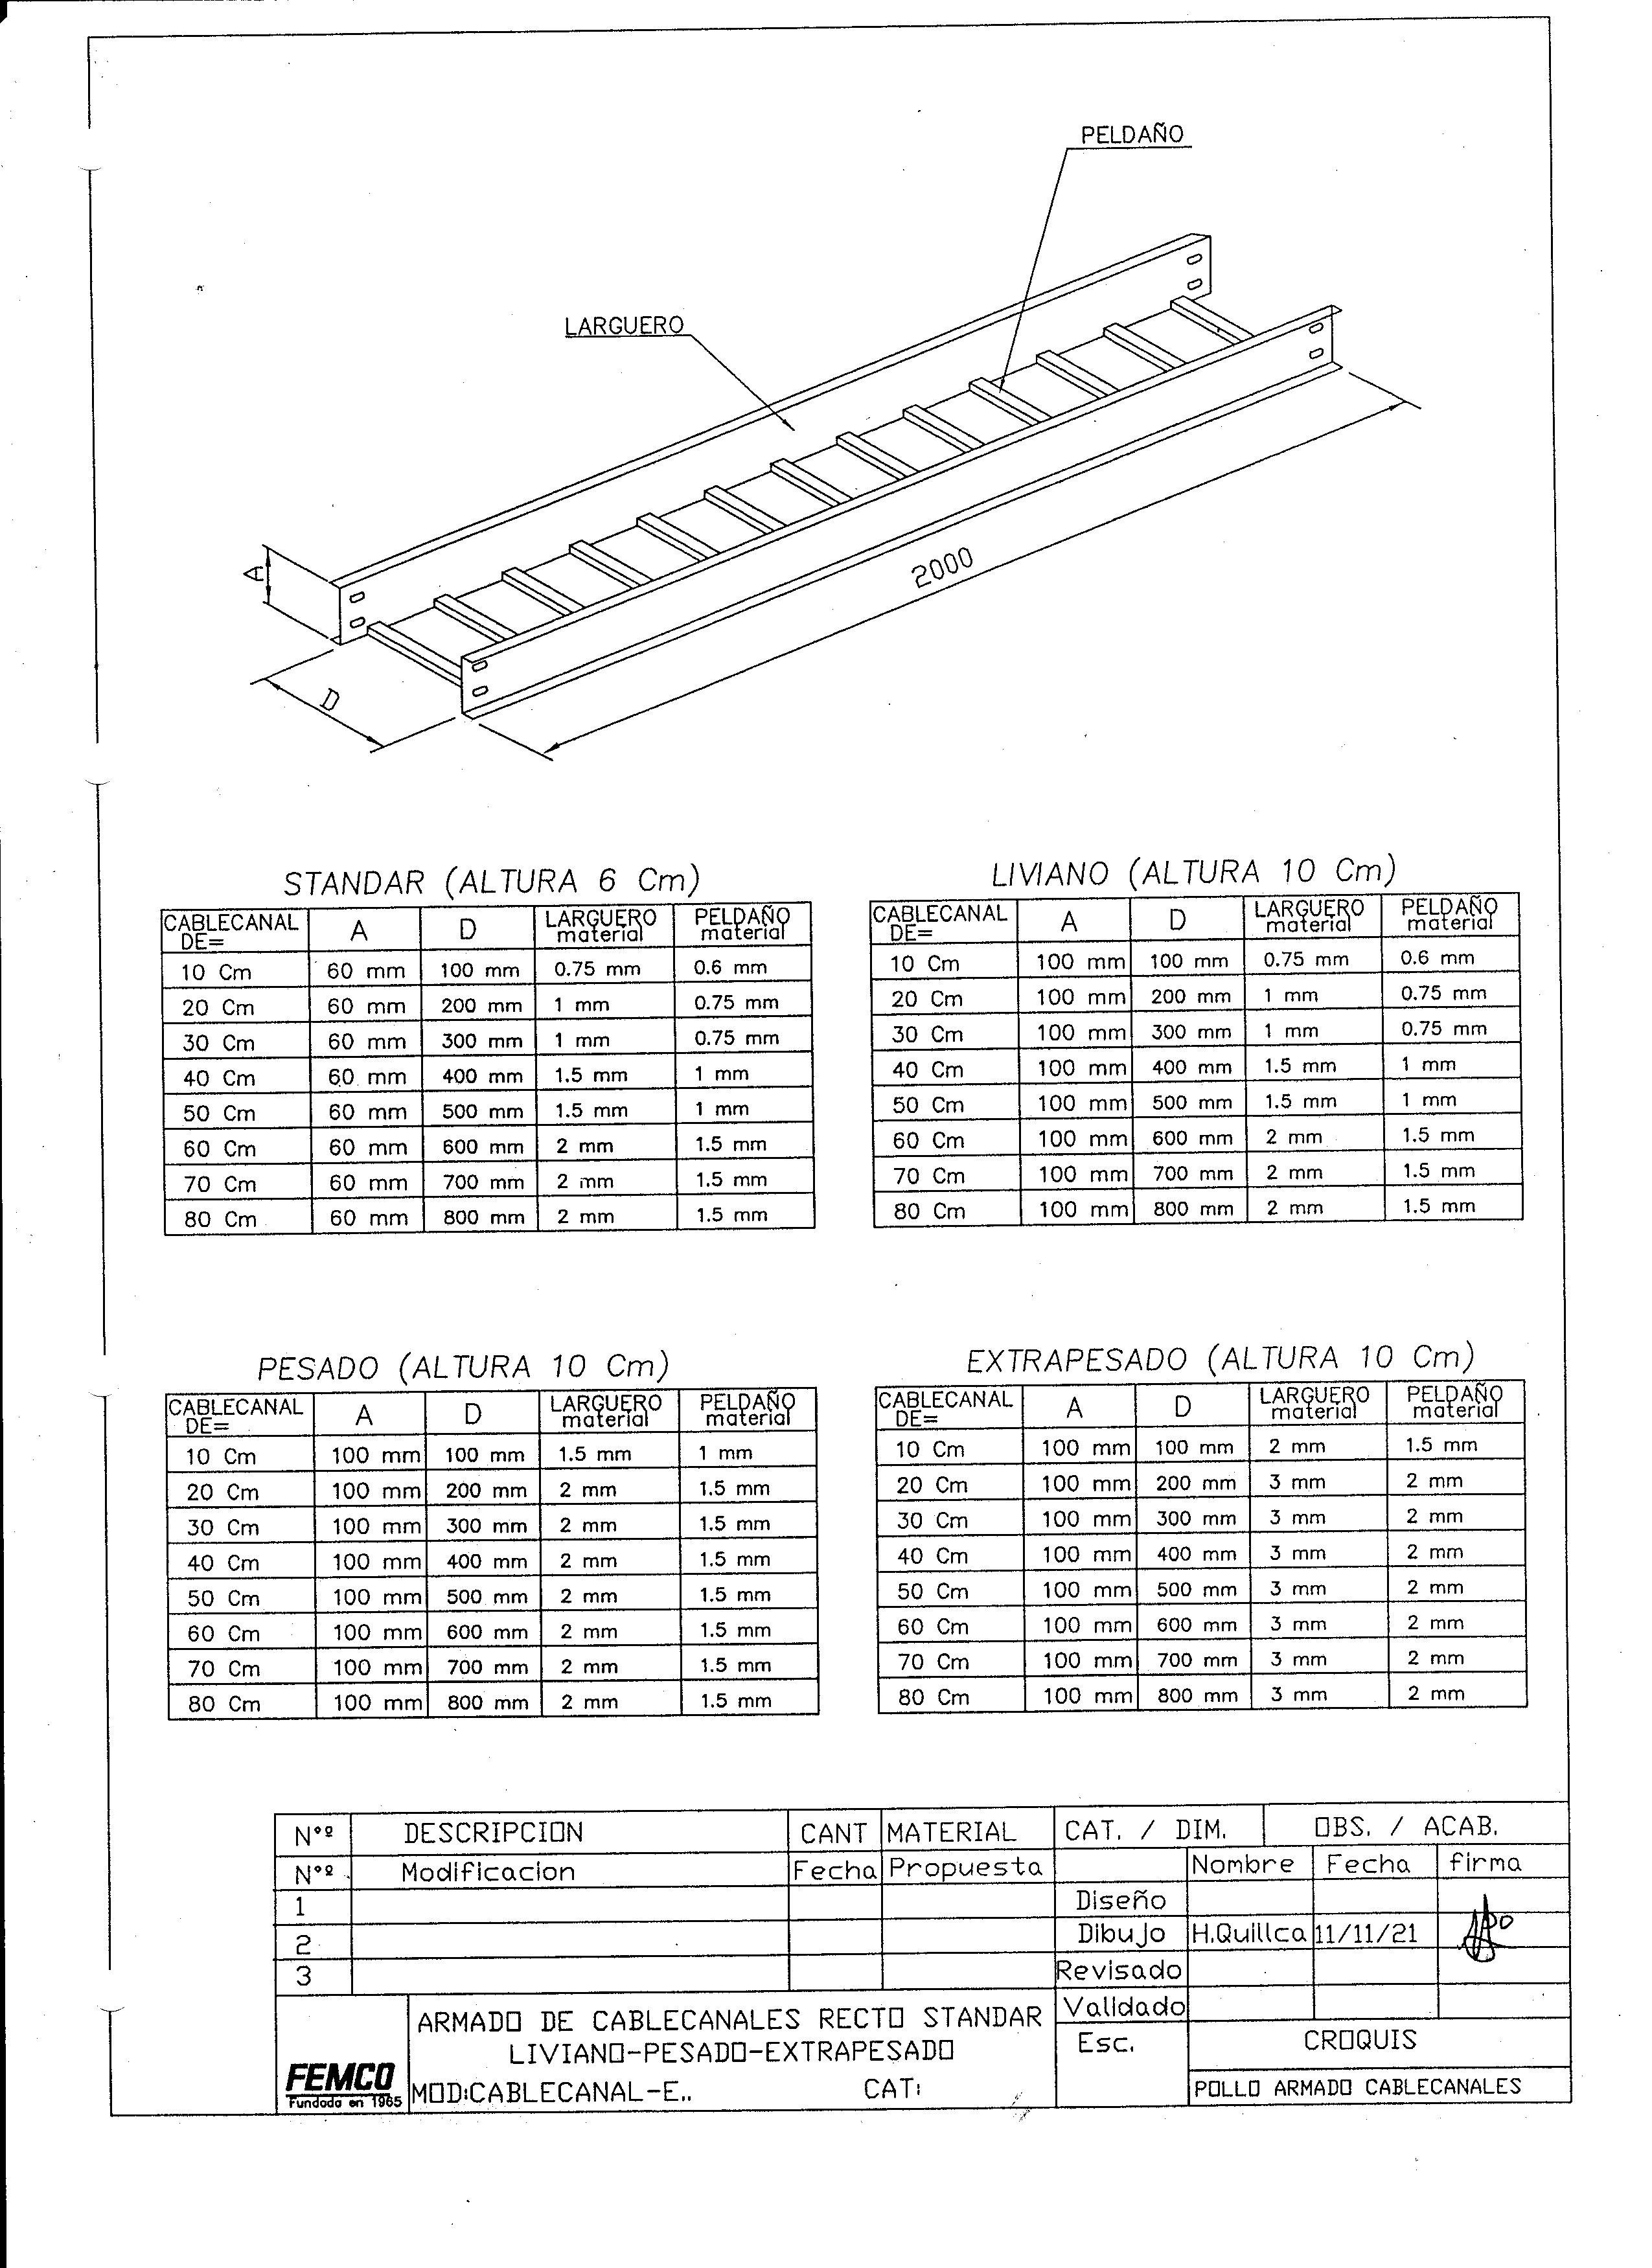 PELDAÑO
LARGUERO
A
2000
D
STANDAR (ALTURA 6 Cm)
CABLECANAL DE= A D LARGUERO material PELDAÑO material
10 Cm 60 mm 100 mm 0.75 mm 0.6 mm
20 Cm 60 mm 200 mm 1 mm 0.75 mm
30 Cm 60 mm 300 mm 1 mm 0.75 mm
40 Cm 60 mm 400 mm 1.5 mm 1 mm
50 Cm 60 mm 500 mm 1.5 mm 1 mm
60 Cm 60 mm 600 mm 2 mm 1.5 mm
70 Cm 60 mm 700 mm 2 mm 1.5 mm
80 Cm 60 mm 800 mm 2 mm 1.5 mm
LIVIANO (ALTURA 10 Cm)
CABLECANAL DE= A D LARGUERO material PELDAÑO material
10 Cm 100 mm 100 mm 0.75 mm 0.6 mm
20 Cm 100 mm 200 mm 1 mm 0.75 mm
30 Cm 100 mm 300 mm 1 mm 0.75 mm
40 Cm 100 mm 400 mm 1.5 mm 1 mm
50 Cm 100 mm 500 mm 1.5 mm 1 mm
60 Cm 100 mm 600 mm 2 mm 1.5 mm
70 Cm 100 mm 700 mm 2 mm 1.5 mm
80 Cm 100 mm 800 mm 2 mm 1.5 mm
PESADO (ALTURA 10 Cm)
CABLECANAL DE= A D LARGUERO material PELDAÑO material
10 Cm 100 mm 100 mm 1.5 mm 1 mm
20 Cm 100 mm 200 mm 2 mm 1.5 mm
30 Cm 100 mm 300 mm 2 mm 1.5 mm
40 Cm 100 mm 400 mm 2 mm 1.5 mm
50 Cm 100 mm 500 mm 2 mm 1.5 mm
60 Cm 100 mm 600 mm 2 mm 1.5 mm
70 Cm 100 mm 700 mm 2 mm 1.5 mm
80 Cm 100 mm 800 mm 2 mm 1.5 mm
EXTRAPESADO (ALTURA 10 Cm)
CABLECANAL DE= A D LARGUERO material PELDAÑO material
10 Cm 100 mm 100 mm 2 mm 1.5 mm
20 Cm 100 mm 200 mm 3 mm 2 mm
30 Cm 100 mm 300 mm 3 mm 2 mm
40 Cm 100 mm 400 mm 3 mm 2 mm
50 Cm 100 mm 500 mm 3 mm 2 mm
60 Cm 100 mm 600 mm 3 mm 2 mm
70 Cm 100 mm 700 mm 3 mm 2 mm
80 Cm 100 mm 800 mm 3 mm 2 mm
Nºº DESCRIPCION CANT MATERIAL CAT. / DIM. OBS. / ACAB.
Nºº Modificacion Fecha Propuesta Nombre Fecha firma
1 Diseño
2 Dibujo H.Quillca 11/11/21
3 Revisado
Validado
ARMADO DE CABLECANALES RECTO STANDAR
LIVIANO-PESADO-EXTRAPESADO
MOD:CABLECANAL-E.. CAT:
FEMCO
Fundada en 1965
Esc. CROQUIS
POLLO ARMADO CABLECANALES